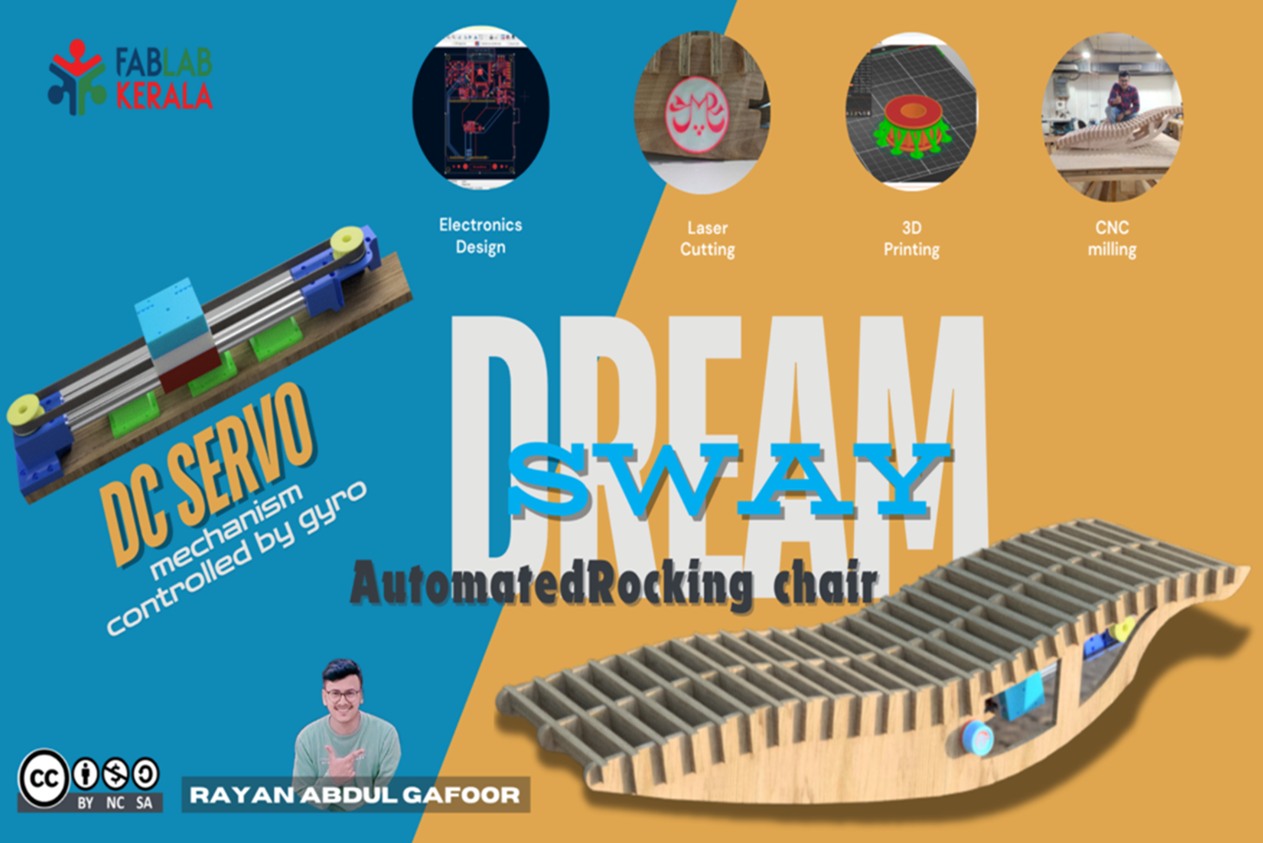 FABLAB
KERALA
Electronics
Design
Laser
Cutting
3D
Printing
CNC
milling
DC SERVO
mechanism
controlled by gyro
DREAM
SWAY
AutomatedRocking chair
RAYAN ABDUL GAFOOR
cc
BY NC SA